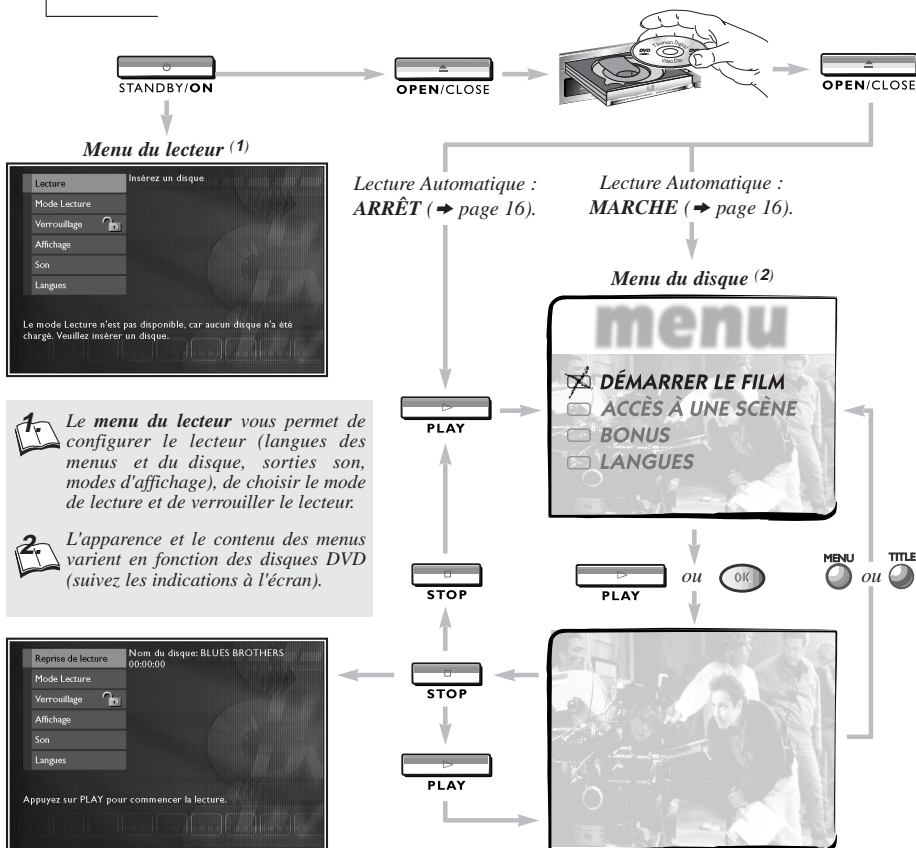 STANDBY/ON
OPEN/CLOSE
Thomson Digital
Video Disc
DVD
OPEN/CLOSE
Menu du lecteur (1)
Lecture
Insérez un disque
Mode Lecture
Verrouillage
Affichage
Son
Langues
Le mode Lecture n'est pas disponible, car aucun disque n'a été
chargé. Veuillez insérer un disque.
Lecture Automatique :
ARRÊT (➜ page 16).
Lecture Automatique :
MARCHE (➜ page 16).
Menu du disque (2)
menu
DÉMARRER LE FILM
ACCÈS À UNE SCÈNE
BONUS
LANGUES
PLAY
1. Le menu du lecteur vous permet de
configurer le lecteur (langues des
menus et du disque, sorties son,
modes d'affichage), de choisir le mode
de lecture et de verrouiller le lecteur.
2. L'apparence et le contenu des menus
varient en fonction des disques DVD
(suivez les indications à l'écran).
STOP
PLAY
ou
OK
MENU
ou
TITLE
Reprise de lecture
Nom du disque: BLUES BROTHERS
00:00:00
Mode Lecture
Verrouillage
Affichage
Son
Langues
Appuyez sur PLAY pour commencer la lecture.
STOP
PLAY